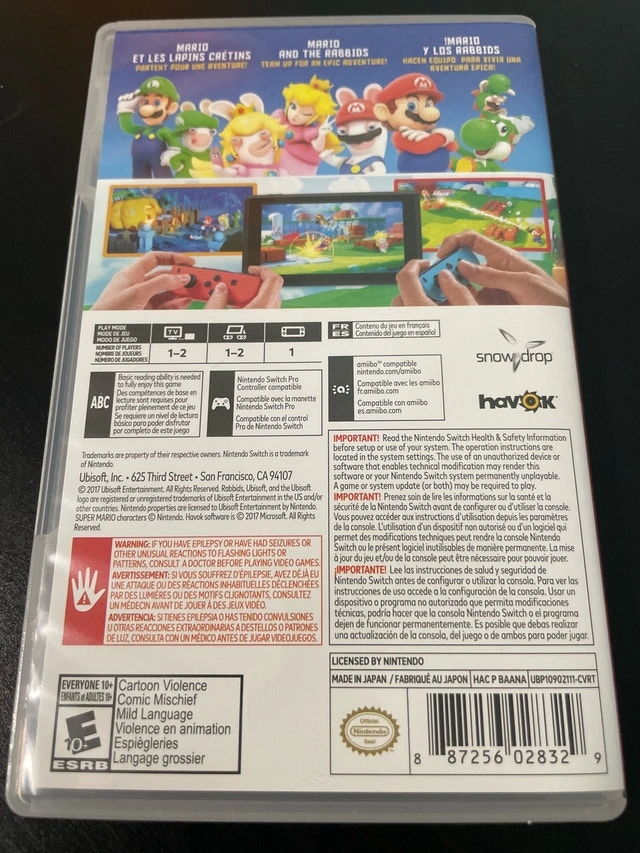 MARIO
ET LES LAPINS CRÉTINS
PARTENT POUR UNE AVENTURE!
MARIO
AND THE RABBIDS
TEAM UP FOR AN EPIC ADVENTURE!
¡MARIO
Y LOS RABBIDS
HACEN EQUIPO PARA VIVIR UNA
AVENTURA ÉPICA!
PLAY MODE
MODE DE JEU
MODO DE JUEGO
TV
NUMBER OF PLAYERS
NOMBRE DE JOUEURS
NÚMERO DE JUGADORES
1–2
1–2
1
FR Contenu du jeu en français
ES Contenido del juego en español
ABC
Basic reading ability is needed
to fully enjoy this game
Des compétences de base en
lecture sont requises pour
profiter pleinement de ce jeu
Se requiere un nivel de lectura
básico para poder disfrutar
por completo de este juego
Nintendo Switch Pro
Controller compatible
Compatible avec la manette
Nintendo Switch Pro
Compatible con el control
Pro de Nintendo Switch
amiibo™ compatible
nintendo.com/amiibo
Compatible avec les amiibo
fr.amiibo.com
Compatible con amiibo
es.amiibo.com
snowdrop™
havok™
Trademarks are property of their respective owners. Nintendo Switch is a trademark
of Nintendo.
Ubisoft, Inc. • 625 Third Street • San Francisco, CA 94107
© 2017 Ubisoft Entertainment. All Rights Reserved. Rabbids, Ubisoft, and the Ubisoft
logo are registered or unregistered trademarks of Ubisoft Entertainment in the US and/or
other countries. Nintendo properties are licensed to Ubisoft Entertainment by Nintendo.
SUPER MARIO characters © Nintendo. Havok software is © 2017 Microsoft. All Rights
Reserved.
WARNING: IF YOU HAVE EPILEPSY OR HAVE HAD SEIZURES OR
OTHER UNUSUAL REACTIONS TO FLASHING LIGHTS OR
PATTERNS, CONSULT A DOCTOR BEFORE PLAYING VIDEO GAMES.
AVERTISSEMENT: SI VOUS SOUFFREZ D'ÉPILEPSIE, AVEZ DÉJÀ EU
UNE ATTAQUE OU DES RÉACTIONS INHABITUELLES DÉCLENCHÉES
PAR DES LUMIÈRES OU DES MOTIFS CLIGNOTANTS, CONSULTEZ
UN MÉDECIN AVANT DE JOUER À DES JEUX VIDÉO.
ADVERTENCIA: SI TIENES EPILEPSIA O HAS TENIDO CONVULSIONES
U OTRAS REACCIONES EXTRAORDINARIAS A DESTELLOS O PATRONES
DE LUZ, CONSULTA CON UN MÉDICO ANTES DE JUGAR VIDEOJUEGOS.
IMPORTANT! Read the Nintendo Switch Health & Safety Information
before setup or use of your system. The operation instructions are
located in the system settings. The use of an unauthorized device or
software that enables technical modification may render this
software or your Nintendo Switch system permanently unplayable.
A game or system update (or both) may be required to play.
IMPORTANT! Prenez soin de lire les informations sur la santé et la
sécurité de la Nintendo Switch avant de configurer ou d'utiliser la console.
Vous pouvez accéder aux instructions d'utilisation depuis les paramètres
de la console. L'utilisation d'un dispositif non autorisé ou d'un logiciel qui
permet des modifications techniques peut rendre la console Nintendo
Switch ou le présent logiciel inutilisables de manière permanente. La mise
à jour du jeu et/ou de la console peut être nécessaire pour pouvoir jouer.
¡IMPORTANTE! Lee las instrucciones de salud y seguridad de
Nintendo Switch antes de configurar o utilizar la consola. Para ver las
instrucciones de uso accede a la configuración de la consola. Usar un
dispositivo o programa no autorizado que permita modificaciones
técnicas, podría hacer que la consola Nintendo Switch o el programa
dejen de funcionar permanentemente. Es posible que debas realizar
una actualización de la consola, del juego o de ambos para poder jugar.
EVERYONE 10+
ENFANTS et ADULTES 10+
E
10+
ESRB
Cartoon Violence
Comic Mischief
Mild Language
Violence en animation
Espiègleries
Langage grossier
LICENSED BY NINTENDO
MADE IN JAPAN / FABRIQUÉ AU JAPON HAC P BAANA UBP10902111-CVRT
Official
Nintendo
Seal
8 87256 02832 9